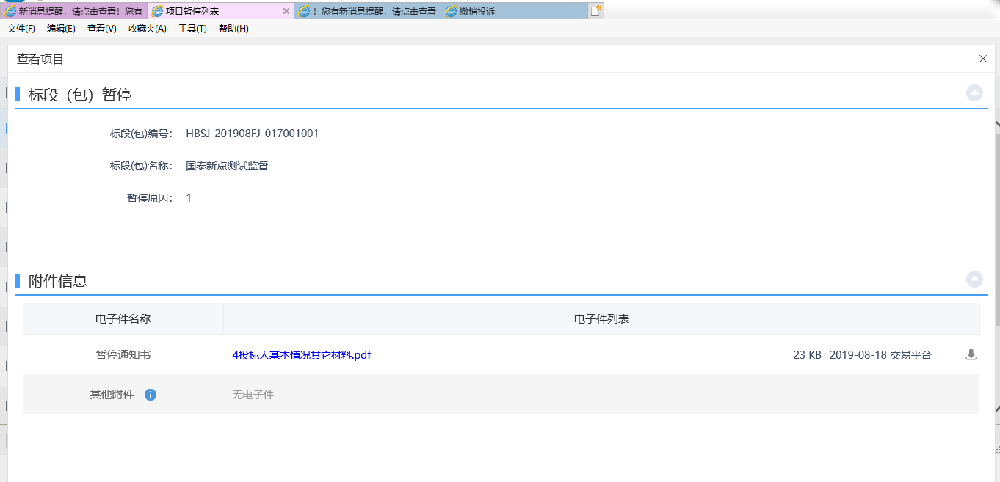 新消息提醒，请点击查看！您有
项目暂停列表
！您有新消息提醒，请点击查看
撤销投诉
文件(F) 编辑(E) 查看(V) 收藏夹(A) 工具(T) 帮助(H)
查看项目
标段（包）暂停
标段(包)编号： HBSJ-201908FJ-017001001
标段(包)名称： 国泰新点测试监督
暂停原因： 1
附件信息
电子件名称 电子件列表
暂停通知书 4投标人基本情况其它材料.pdf 23 KB 2019-08-18 交易平台
其他附件 无电子件